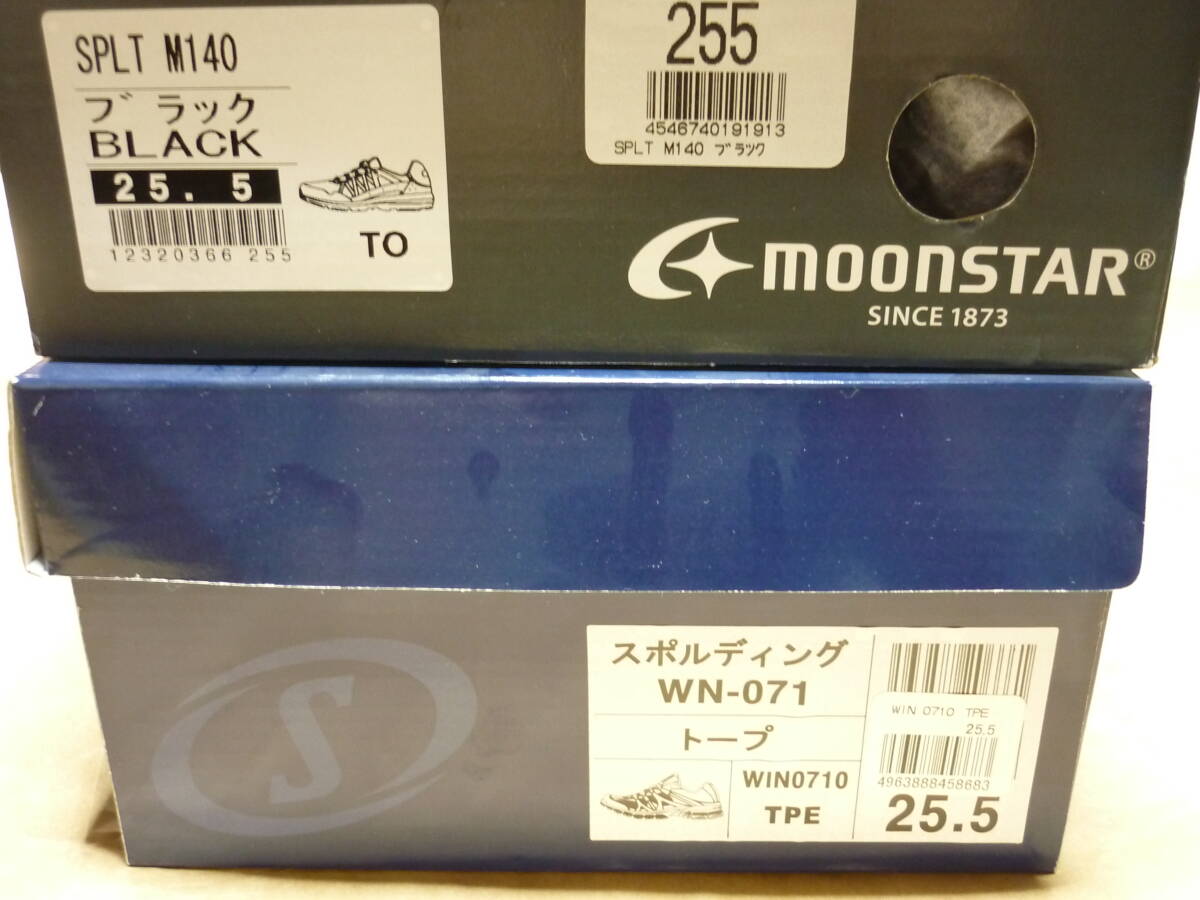 SPLT M140
ブラック
BLACK
25.5
12320366 255
TO
255
4546740191913
SPLT M140 ブラック
MOONSTAR®
SINCE 1873
S
スポルディング
WN-071
トープ
WIN0710
TPE
WIN 0710 TPE
25.5
4963888458683
25.5